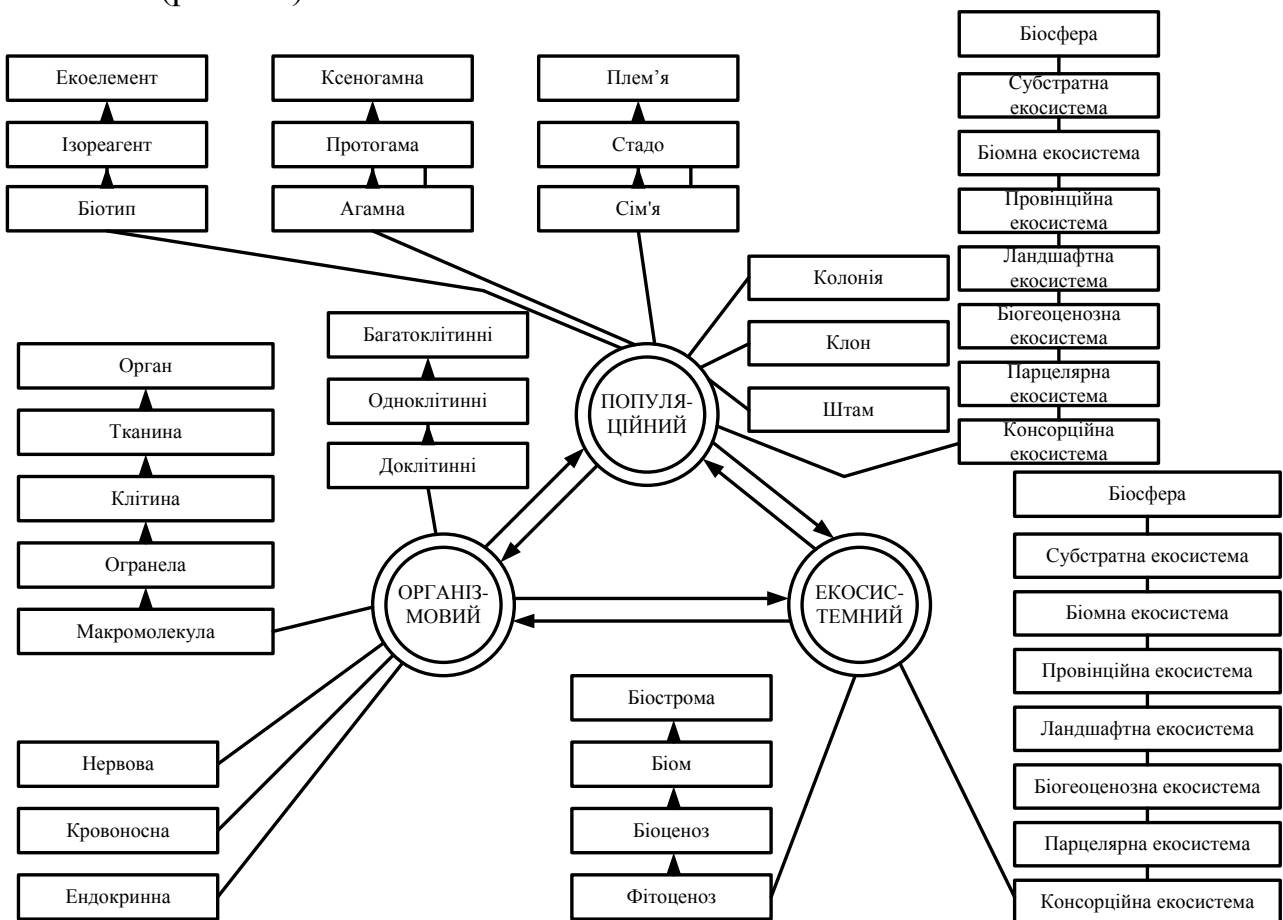 Біосфера
Екоелемент
Ксеногамна
Плем’я
Субстратна
екосистема
Ізореагент
Протогама
Стадо
Біомна екосистема
Біотип
Агамна
Сім'я
Провінційна
екосистема
Ландшафтна
екосистема
Колонія
Біогеоценозна
екосистема
Клон
Парцелярна
екосистема
Штам
Консорційна
екосистема
Багатоклітинні
Одноклітинні
Доклітинні
Орган
Тканина
Клітина
Огранела
Макромолекула
ПОПУЛЯ-
ЦІЙНИЙ
ОРГАНІЗ-
МОВИЙ
ЕКОСИС-
ТЕМНИЙ
Біосфера
Субстратна екосистема
Біомна екосистема
Провінційна екосистема
Ландшафтна екосистема
Біогеоценозна екосистема
Парцелярна екосистема
Консорційна екосистема
Біострома
Біом
Біоценоз
Фітоценоз
Нервова
Кровоносна
Ендокринна